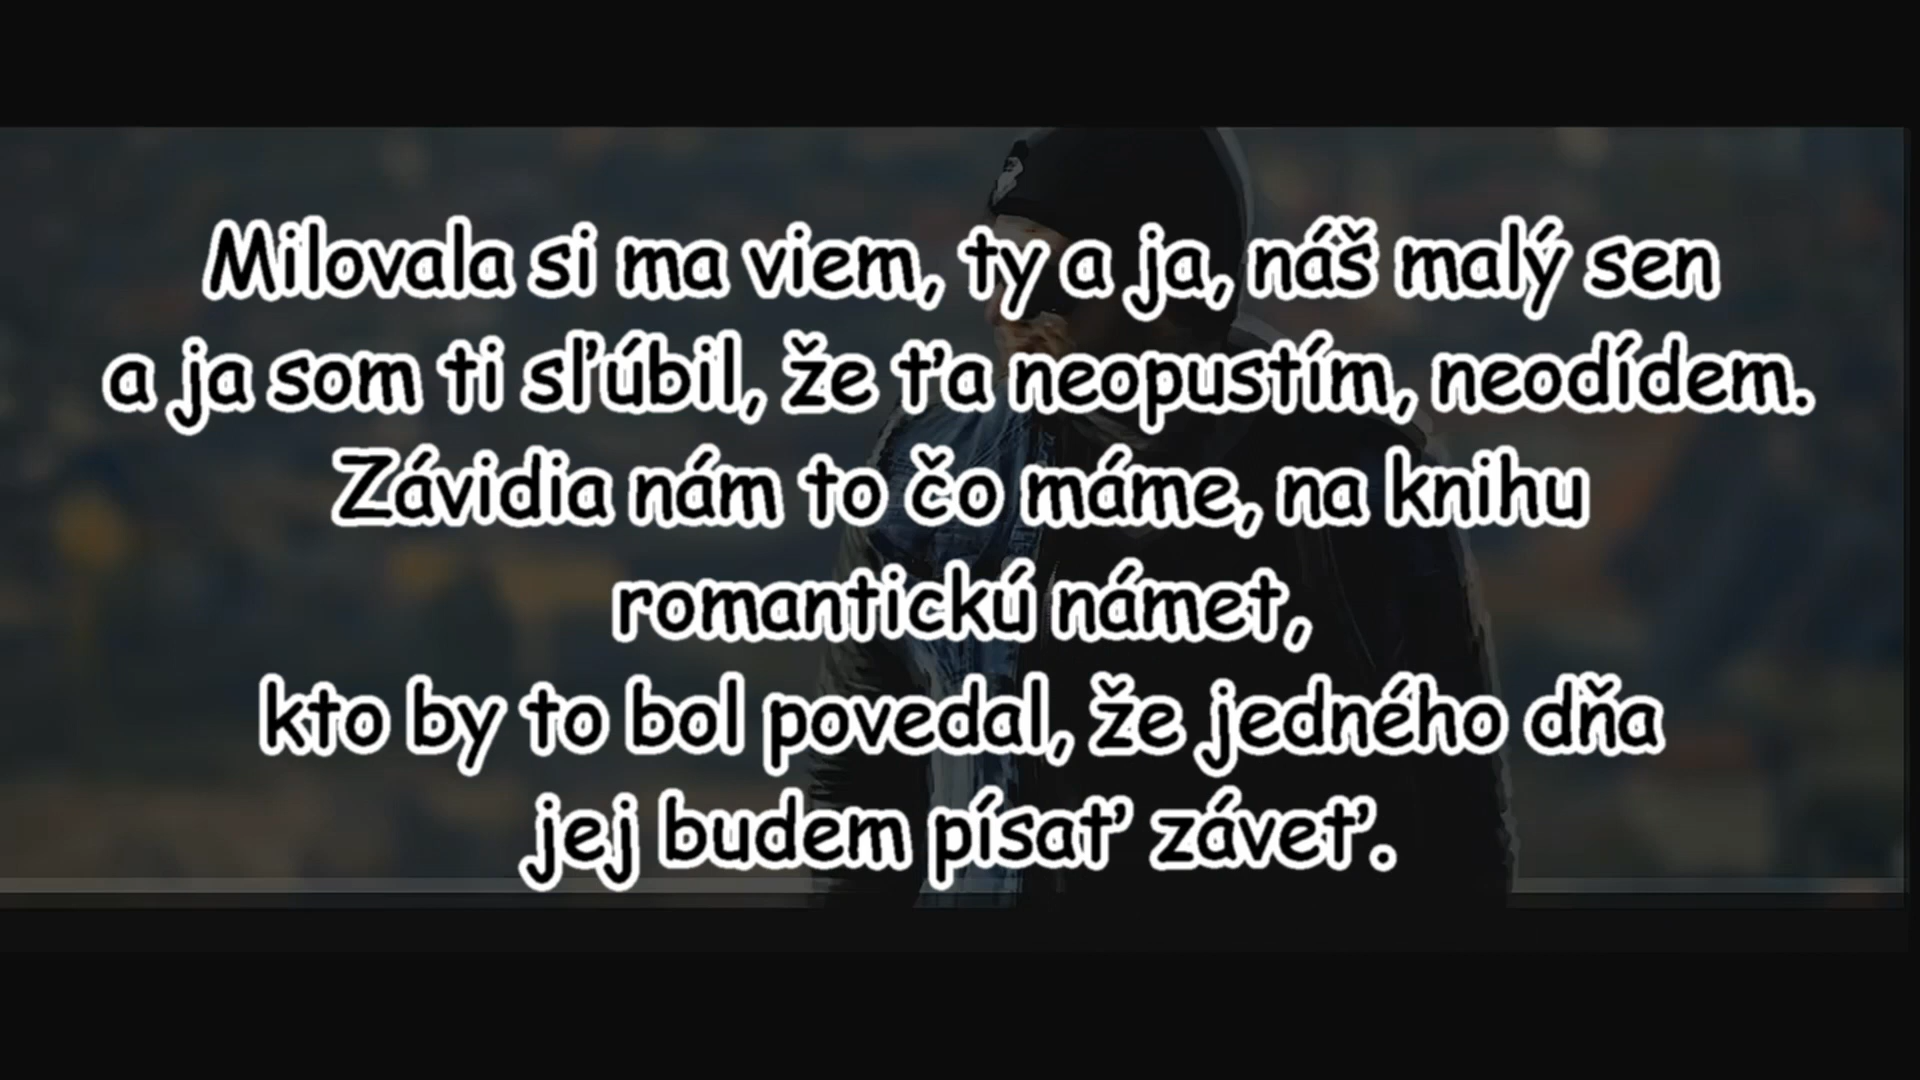 Milovala si ma viem, ty a ja, náš malý sen
a ja som ti sľúbil, že ťa neopustím, neodídem.
Závidia nám to čo máme, na knihu
romantickú námet,
kto by to bol povedal, že jedného dňa
jej budem písať záveť.